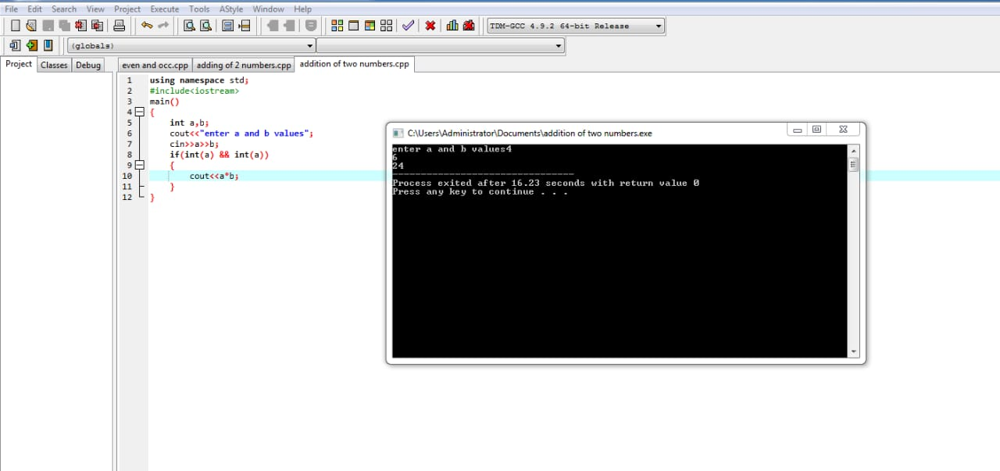 File Edit Search View Project Execute Tools AStyle Window Help
TDM-GCC 4.9.2 64-bit Release
(globals)
Project Classes Debug
even and occ.cpp adding of 2 numbers.cpp addition of two numbers.cpp
1 using namespace std;
2 #include<iostream>
3 main()
4 {
5 int a,b;
6 cout<<"enter a and b values";
7 cin>>a>>b;
8 if(int(a) && int(a))
9 {
10 cout<<a*b;
11 }
12 }
C:\Users\Administrator\Documents\addition of two numbers.exe
enter a and b values4
6
24
--------------------------------
Process exited after 16.23 seconds with return value 0
Press any key to continue . . .